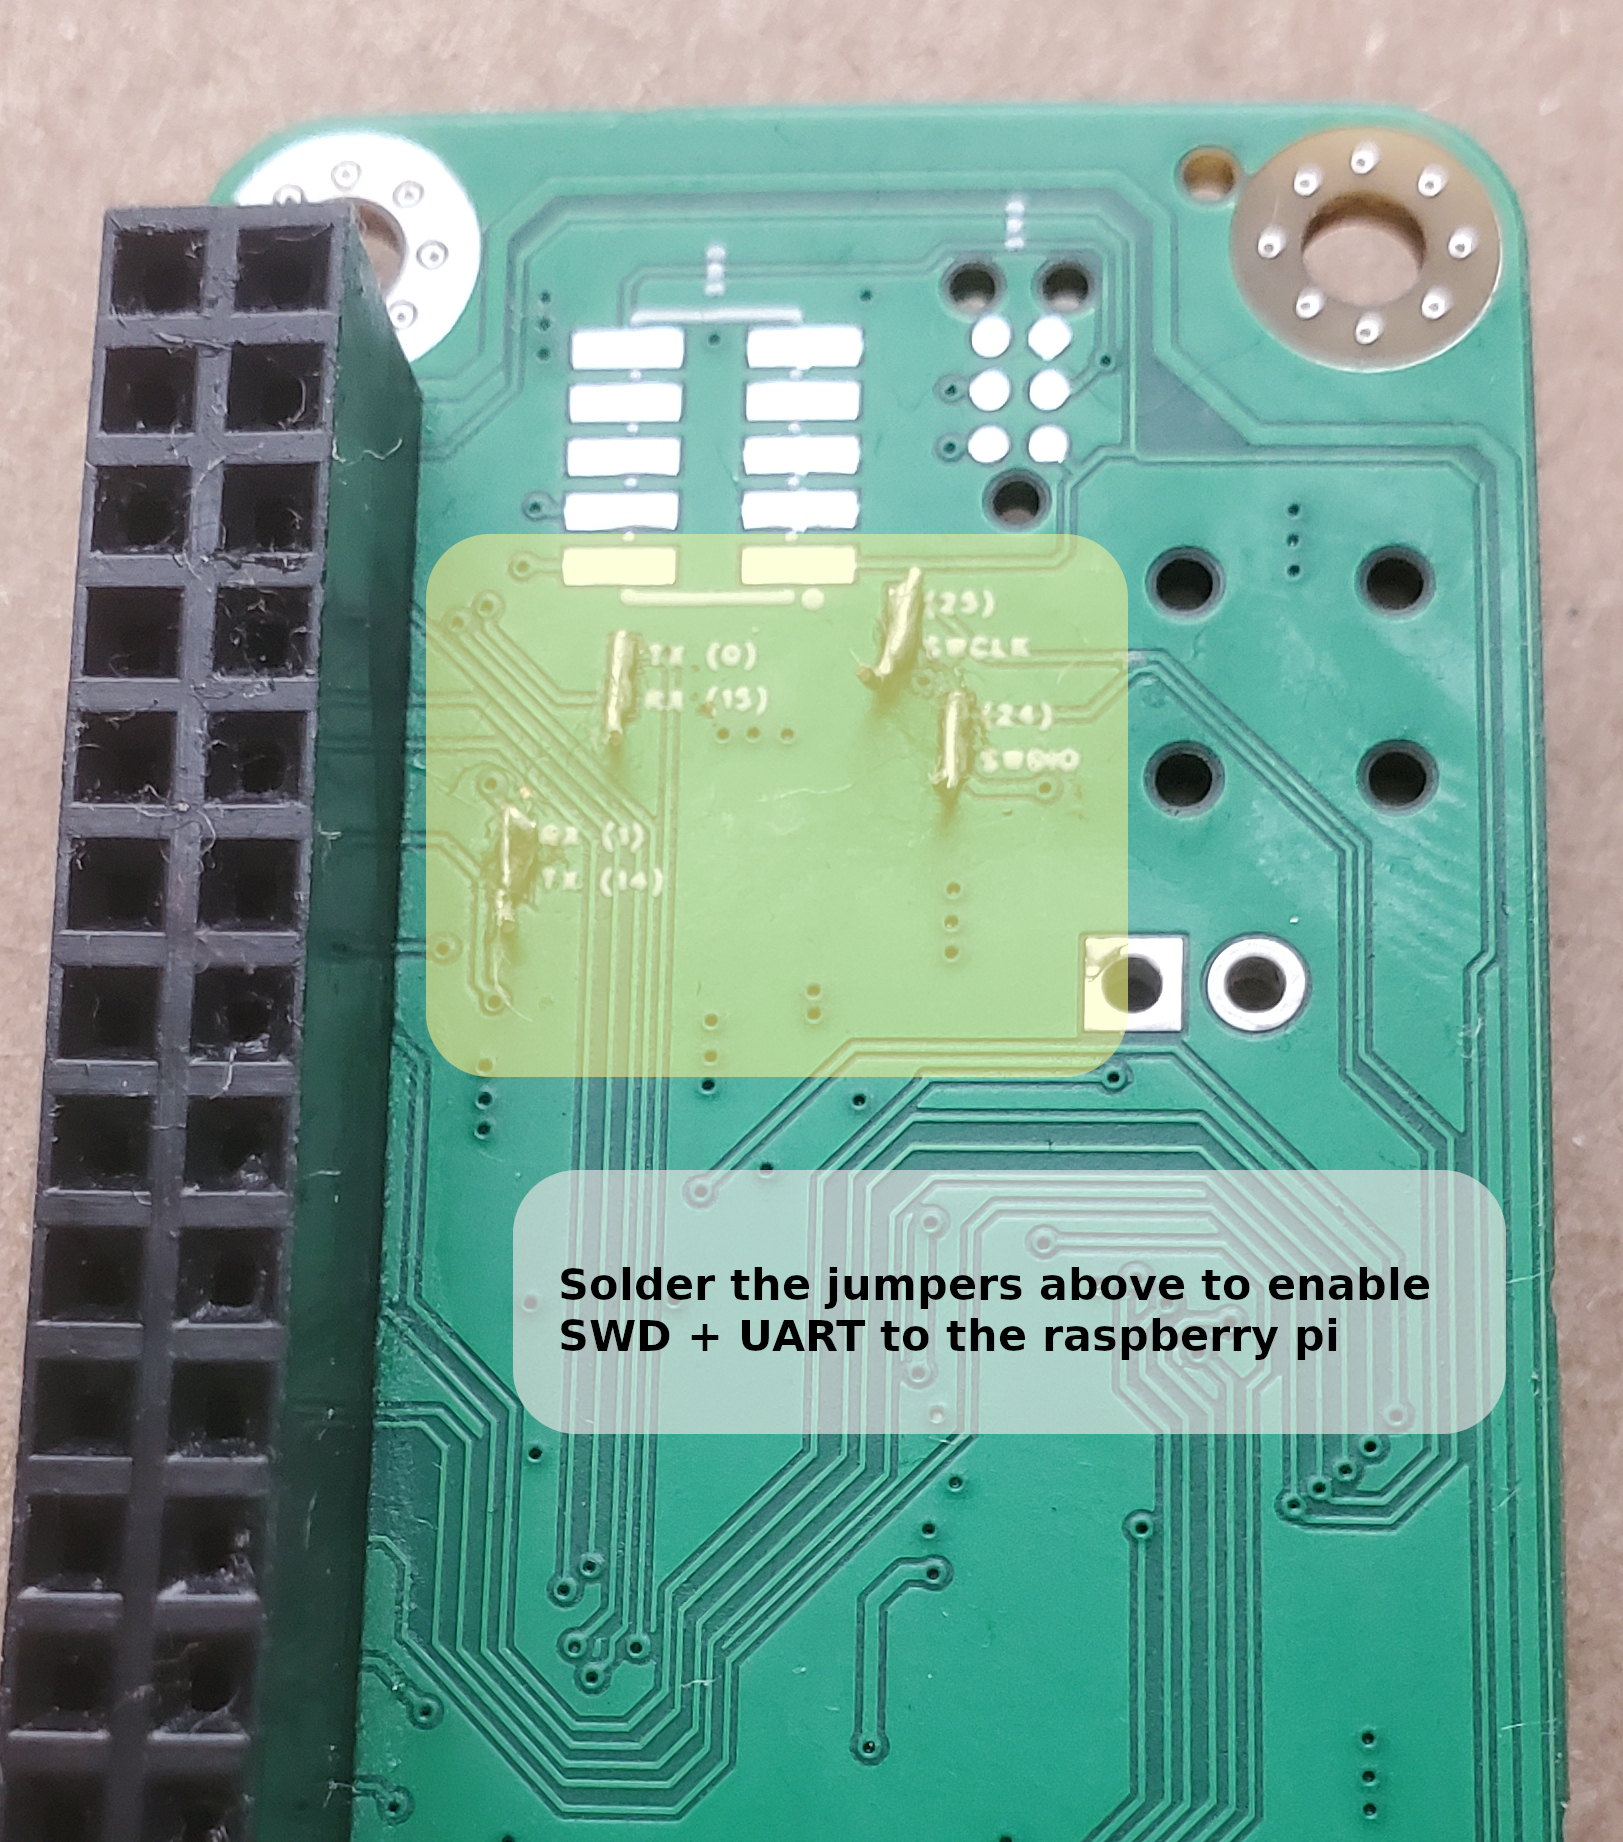 (23)
SWCLK
TX (0)
RX (15)
(24)
SWDIO
RX (1)
TX (14)
Solder the jumpers above to enable
SWD + UART to the raspberry pi